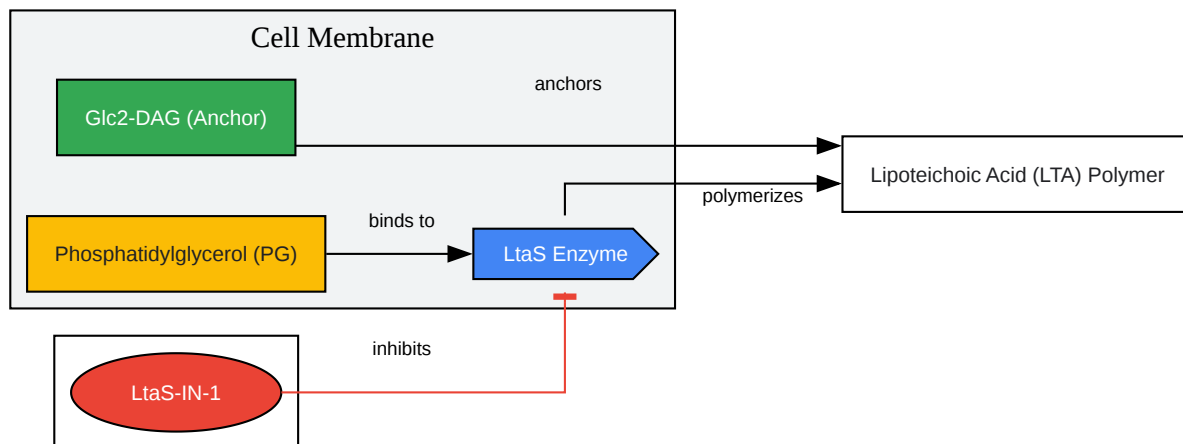 Cell Membrane
anchors
Glc2-DAG (Anchor)
Lipoteichoic Acid (LTA) Polymer
polymerizes
binds to
Phosphatidylglycerol (PG)
LtaS Enzyme
inhibits
LtaS-IN-1